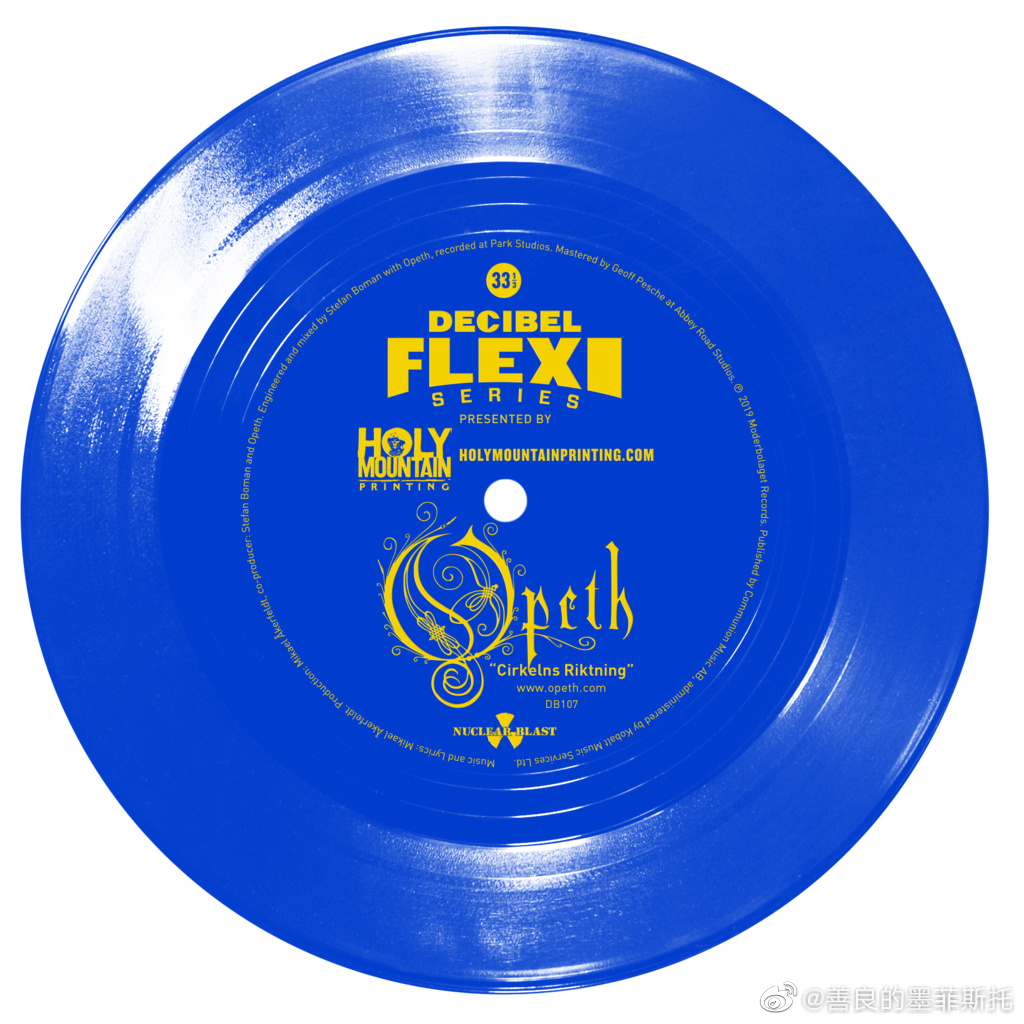 Music and Lyrics: Mikael Åkerfeldt. Production: Mikael Åkerfeldt, co-producer: Stefan Boman and Opeth. Engineered and mixed by Stefan Boman with Opeth, recorded at Park Studios. Mastered by Geoff Pesche at Abbey Road Studios. ℗ 2019 Moderbolaget Records. Published by Communion Music AB, administered by Kobalt Music Services Ltd.
33 1/3
DECIBEL
FLEXI
SERIES
PRESENTED BY
HOLY
MOUNTAIN
PRINTING
HOLYMOUNTAINPRINTING.COM
Opeth
“Cirkelns Riktning”
www.opeth.com
DB107
NUCLEAR BLAST
@善良的墨菲斯托